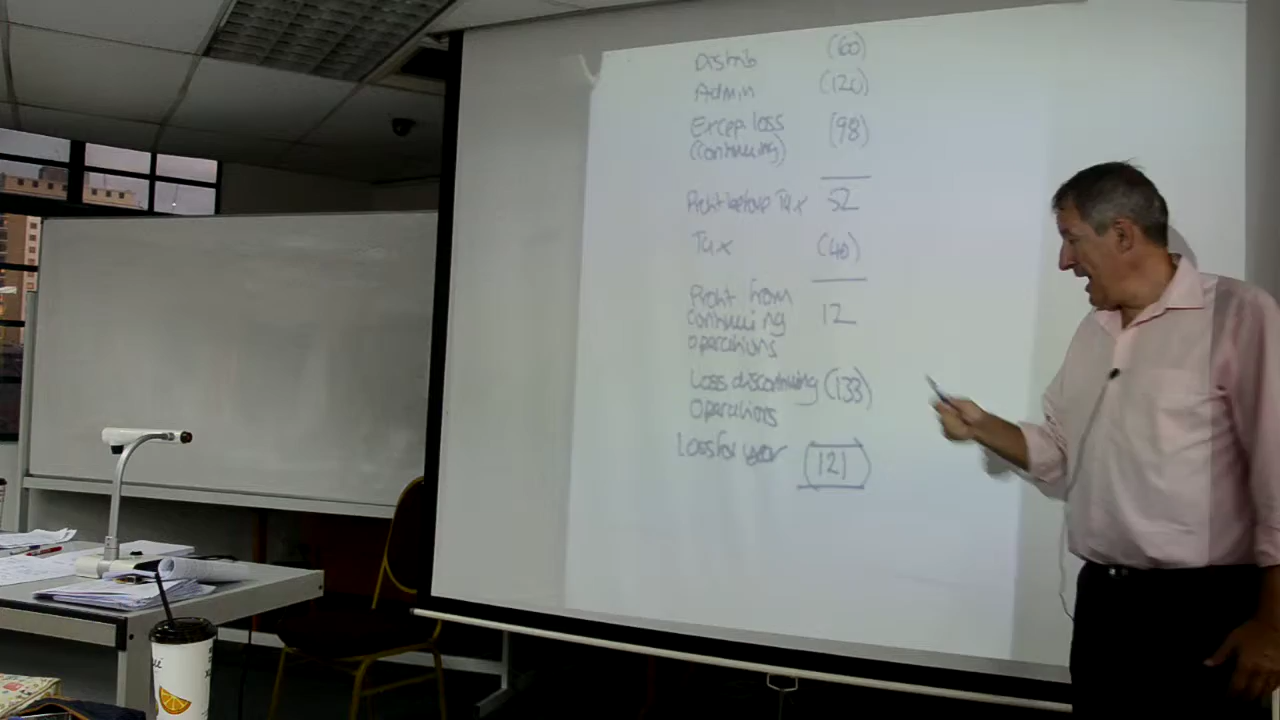 Distrib (160)
Admin (120)
Excep. loss (98)
(continuing)
Profit before Tax 52
Tax (40)
Profit from
continuing 12
operations
Loss discontinuing (133)
operations
Loss for year (121)